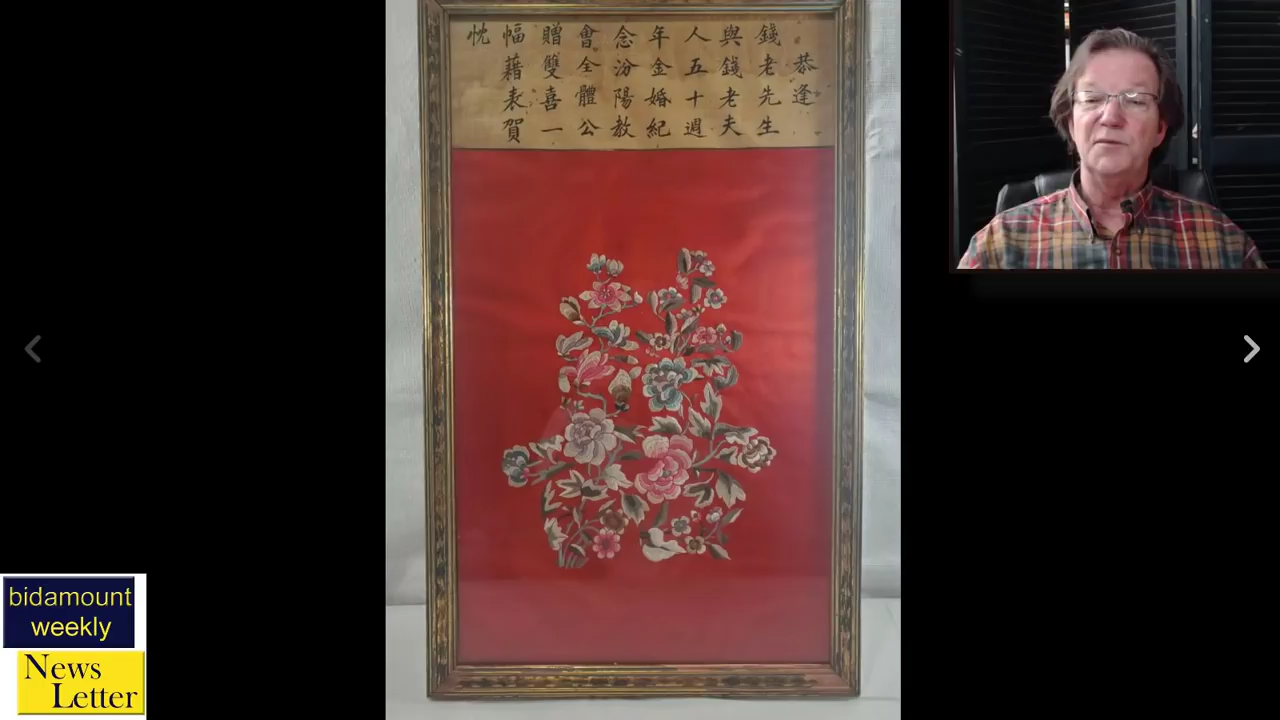 恭逢
錢老先生
與錢老夫
人五十週
年金婚紀
念汾陽教
會全體公
贈雙喜一
幅藉表賀
忱
bidamount
weekly
News
Letter